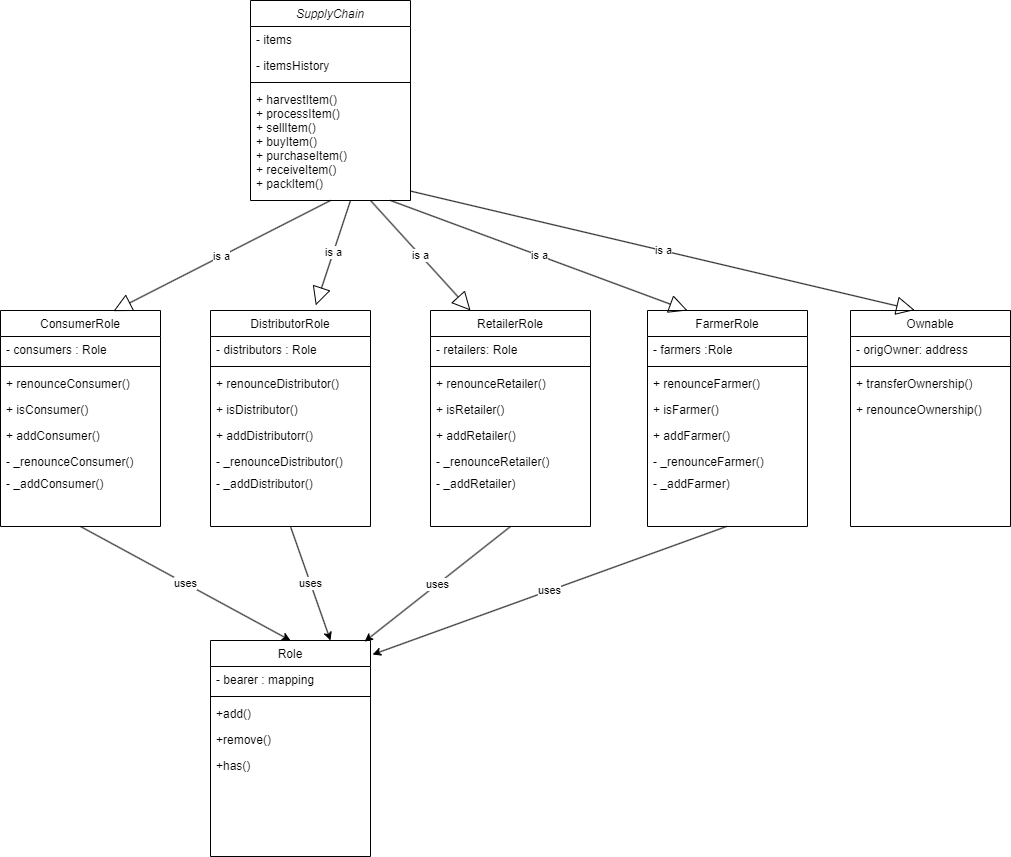 SupplyChain
- items
- itemsHistory
+ harvestItem()
+ processItem()
+ sellItem()
+ buyItem()
+ purchaseItem()
+ receiveItem()
+ packItem()
is a
is a
is a
is a
is a
ConsumerRole
- consumers : Role
+ renounceConsumer()
+ isConsumer()
+ addConsumer()
- _renounceConsumer()
- _addConsumer()
DistributorRole
- distributors : Role
+ renounceDistributor()
+ isDistributor()
+ addDistributorr()
- _renounceDistributor()
- _addDistributor()
RetailerRole
- retailers: Role
+ renounceRetailer()
+ isRetailer()
+ addRetailer()
- _renounceRetailer()
- _addRetailer)
FarmerRole
- farmers :Role
+ renounceFarmer()
+ isFarmer()
+ addFarmer()
- _renounceFarmer()
- _addFarmer)
Ownable
- origOwner: address
+ transferOwnership()
+ renounceOwnership()
uses
uses
uses
uses
Role
- bearer : mapping
+add()
+remove()
+has()